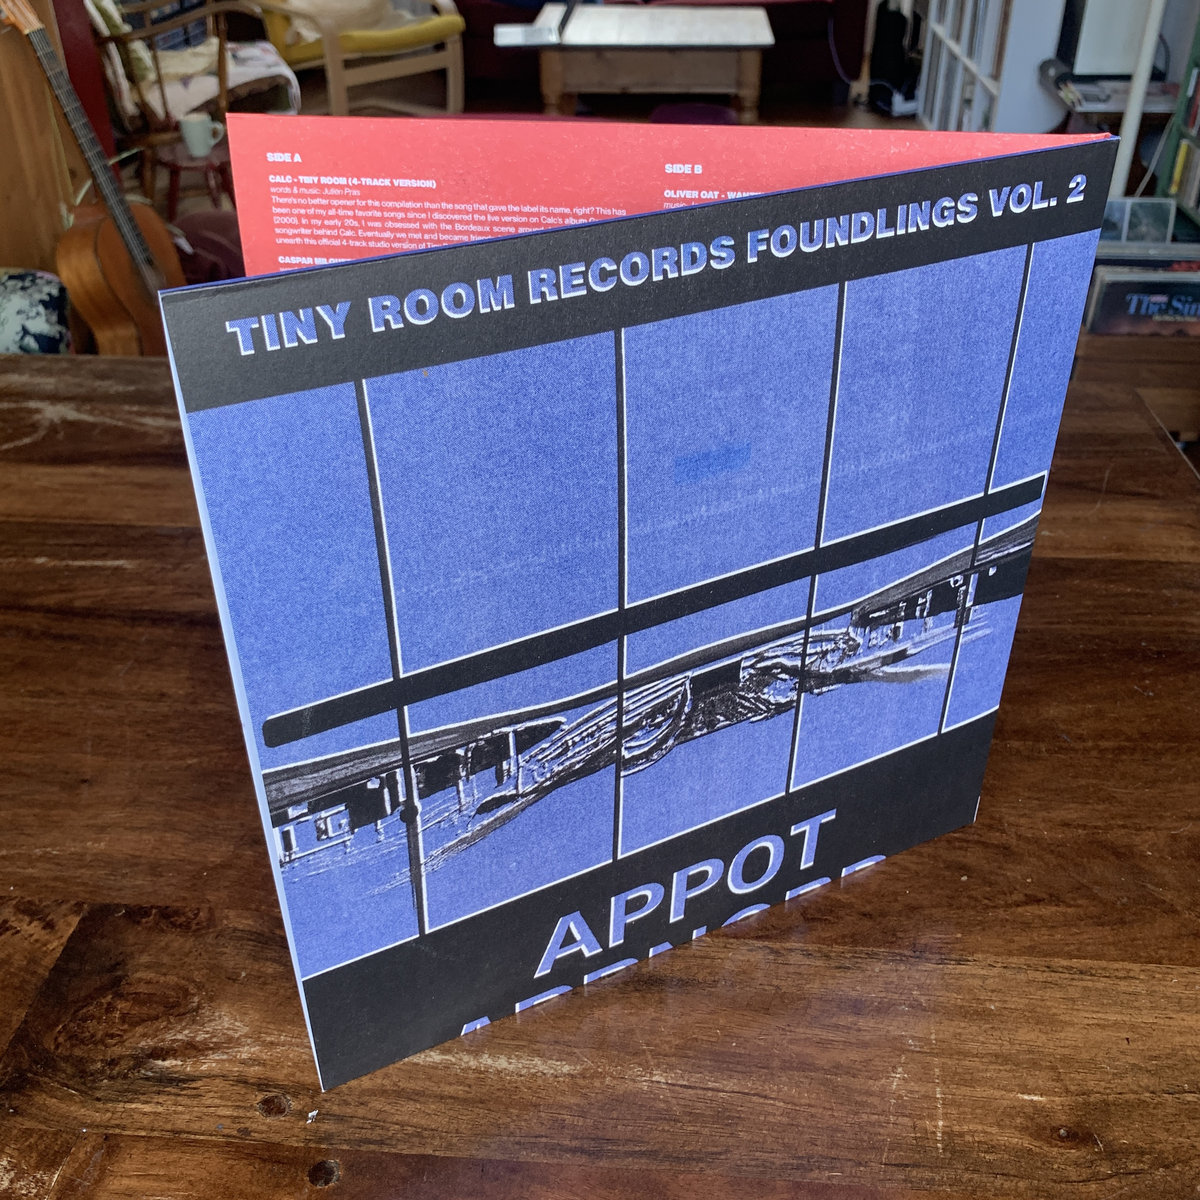 SIDE A
CALC - TINY ROOM (4-TRACK VERSION)
words & music: Julien Pras
There's no better opener for this compilation than the song that gave the label its name, right? This has
been one of my all-time favorite songs since I discovered the live version on Calc's album
(2000). In my early 20s, I was obsessed with the Bordeaux scene around
songwriter behind Calc. Eventually we met and became
unearth this official 4-track studio version of
CASPAR
SIDE B
OLIVER OAT -
TINY ROOM RECORDS FOUNDLINGS VOL. 2
APPOT
The